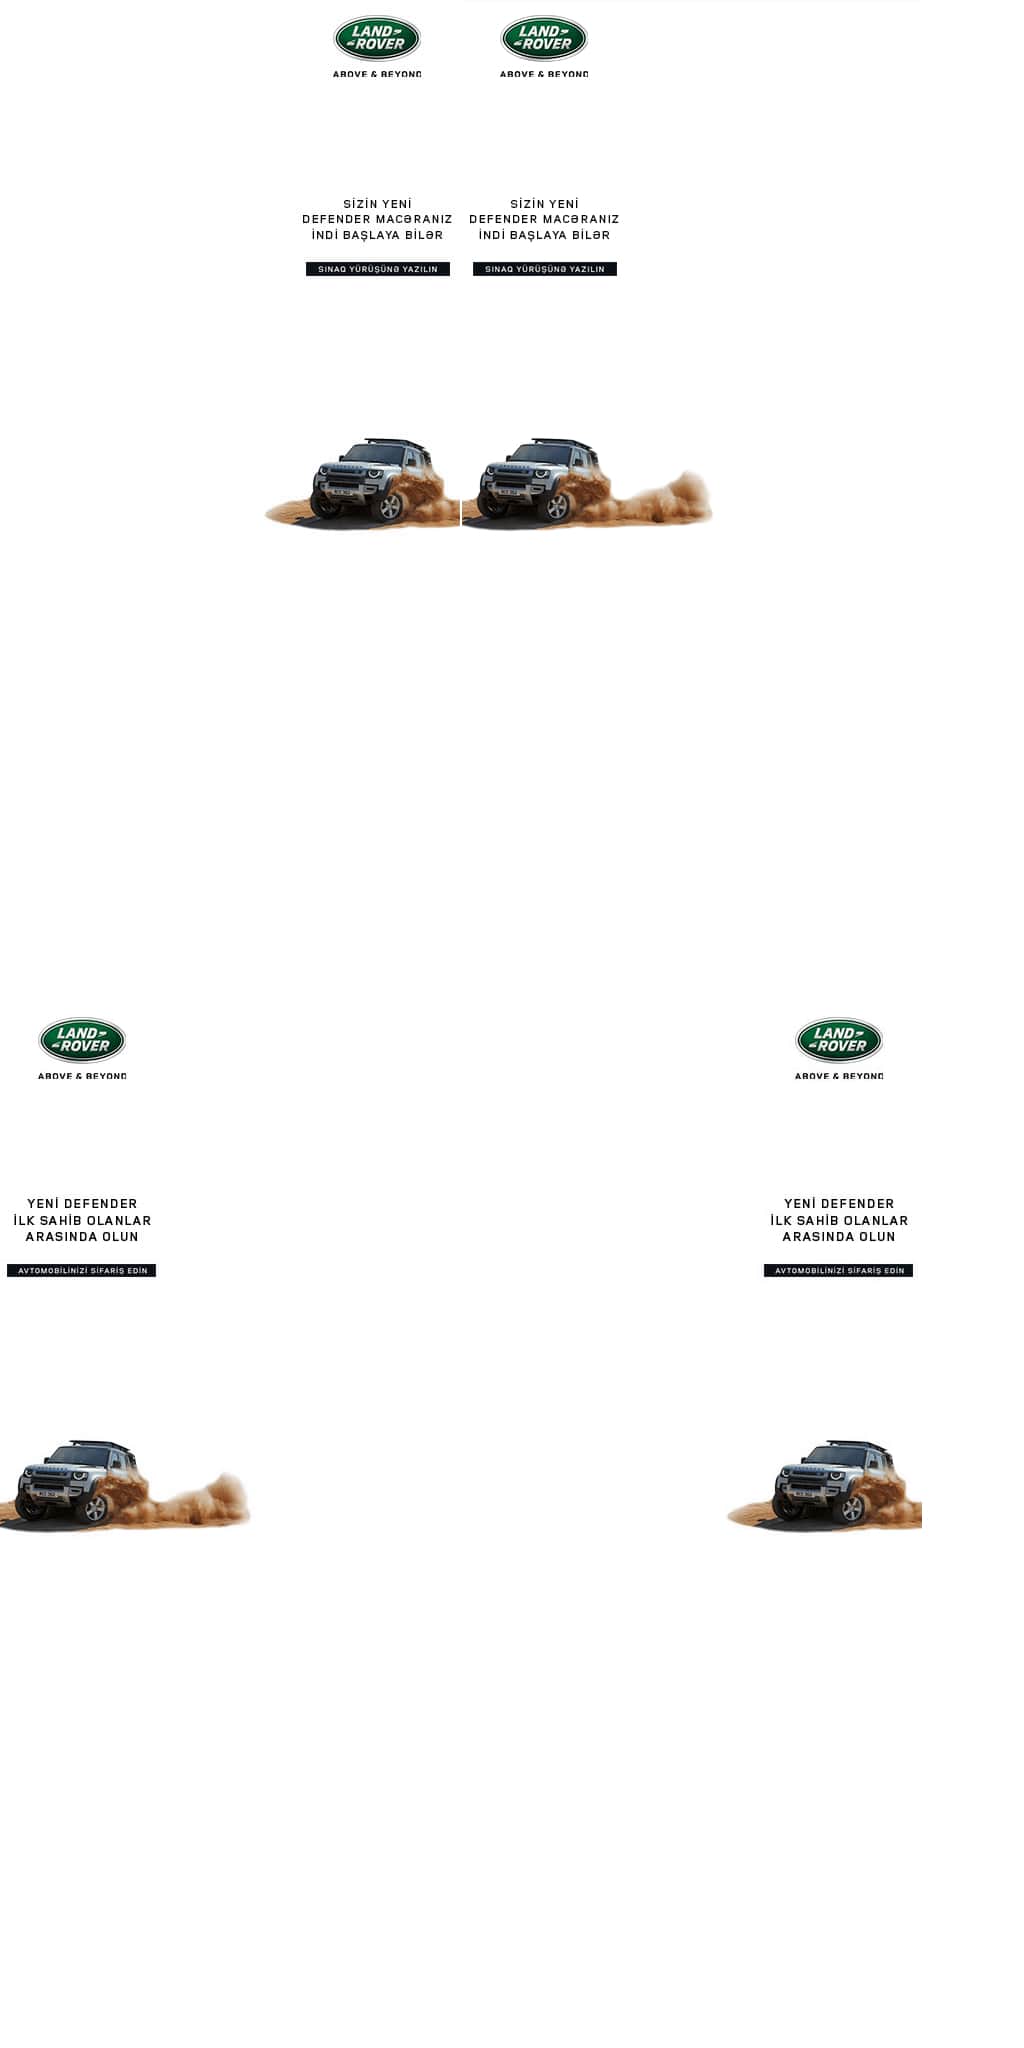 LAND
ROVER
ABOVE & BEYOND
SİZİN YENİ
DEFENDER MACƏRANIZ
İNDİ BAŞLAYA BİLƏR
SINAQ YÜRÜŞÜNƏ YAZILIN
LAND
ROVER
ABOVE & BEYOND
SİZİN YENİ
DEFENDER MACƏRANIZ
İNDİ BAŞLAYA BİLƏR
SINAQ YÜRÜŞÜNƏ YAZILIN
LAND
ROVER
ABOVE & BEYOND
YENİ DEFENDER
İLK SAHİB OLANLAR
ARASINDA OLUN
AVTOMOBİLİNİZİ SİFARİŞ EDİN
LAND
ROVER
ABOVE & BEYOND
YENİ DEFENDER
İLK SAHİB OLANLAR
ARASINDA OLUN
AVTOMOBİLİNİZİ SİFARİŞ EDİN